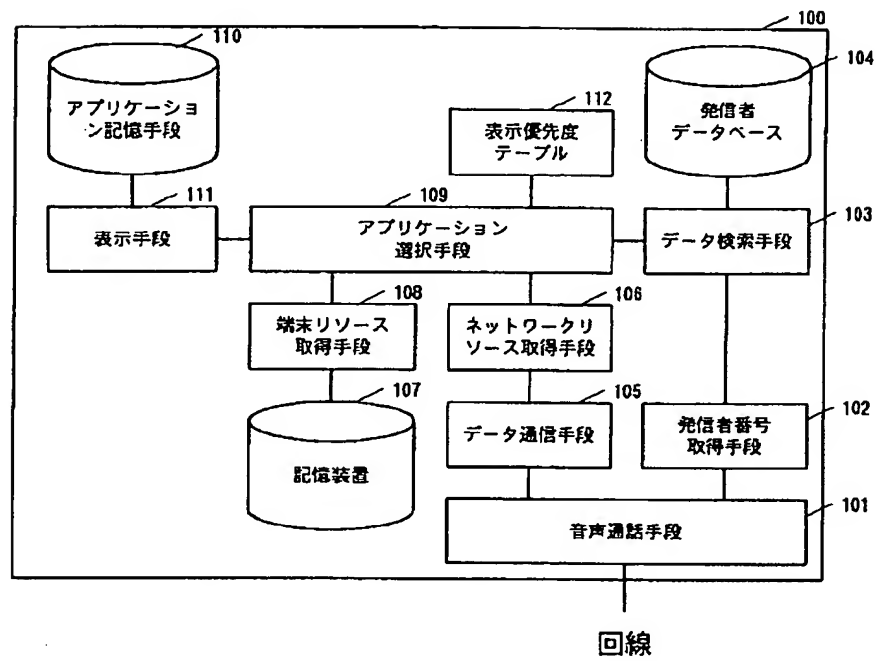 100
110
アプリケーショ
ン記憶手段
112
表示優先度
テーブル
104
発信者
データベース
111
表示手段
109
アプリケーション
選択手段
103
データ検索手段
108
端末リソース
取得手段
106
ネットワークリ
ソース取得手段
107
記憶装置
105
データ通信手段
102
発信者番号
取得手段
101
音声通話手段
回線